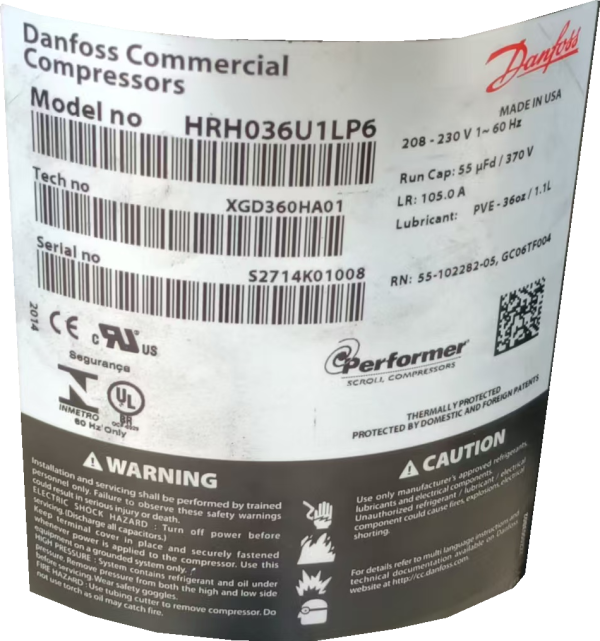 Danfoss Commercial
Compressors
Danfoss
MADE IN USA
Model no HRH036U1LP6
208 - 230 V 1~ 60 Hz
Run Cap: 55 µFd / 370 V
LR: 105.0 A
Lubricant: PVE - 36oz / 1.1L
Tech no
XGD360HA01
Serial no
S2714K01008
RN: 55-102282-05, GC06TF004
2014
CE c UR US
Segurança
INMETRO
60 Hz Only
UL
BR
Performer
SCROLL COMPRESSORS
THERMALLY PROTECTED
PROTECTED BY DOMESTIC AND FOREIGN PATENTS
WARNING
Installation and servicing shall be performed by trained
personnel only. Failure to observe these safety warnings
could result in serious injury or death.
ELECTRIC SHOCK HAZARD : Turn off power before
servicing.(Discharge all capacitors.)
Keep terminal cover in place and securely fastened
whenever power is applied to the compressor. Use this
equipment on a grounded system only.
HIGH PRESSURE : System contains refrigerant and oil under
pressure. Remove pressure from both the high and low side
before servicing. Wear safety goggles.
FIRE HAZARD : Use tubing cutter to remove compressor. Do
not use torch as oil may catch fire.
CAUTION
Use only manufacturer's approved refrigerants,
lubricants and electrical components.
Unauthorized refrigerant / lubricant / electrical
component could cause fires, explosions, electrical
shorting.
For details refer to multi language instructions and
technical documentation available on Danfoss
website at http://cc.danfoss.com.